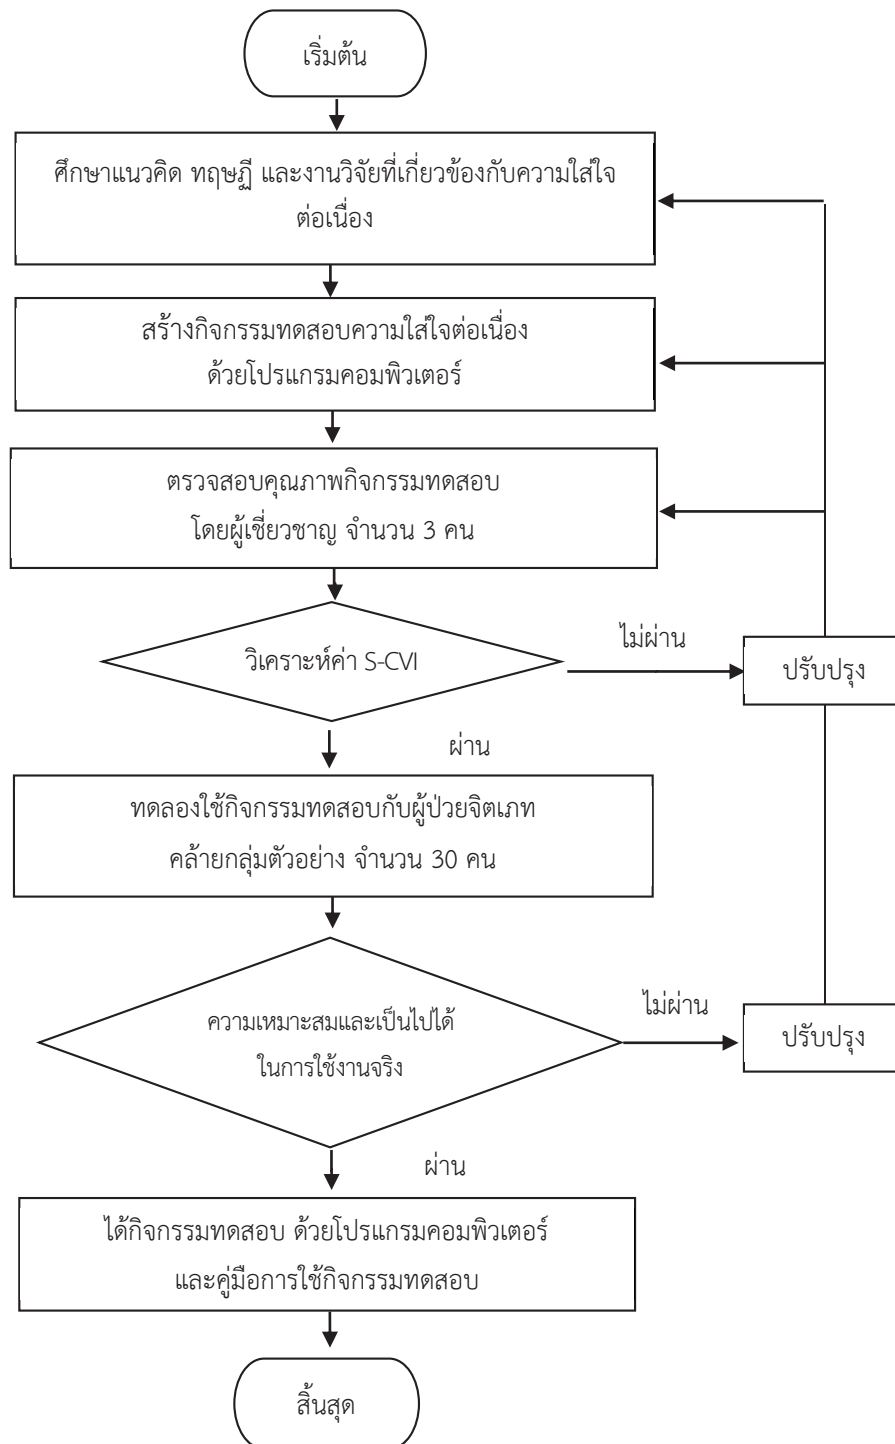 เริ่มต้น
ศึกษาแนวคิด ทฤษฏี และงานวิจัยที่เกี่ยวข้องกับความใส่ใจ
ต่อเนื่อง
สร้างกิจกรรมทดสอบความใส่ใจต่อเนื่อง
ด้วยโปรแกรมคอมพิวเตอร์
ตรวจสอบคุณภาพกิจกรรมทดสอบ
โดยผู้เชี่ยวชาญ จำนวน 3 คน
วิเคราะห์ค่า S-CVI
ไม่ผ่าน
ปรับปรุง
ผ่าน
ทดลองใช้กิจกรรมทดสอบกับผู้ป่วยจิตเภท
คล้ายกลุ่มตัวอย่าง จำนวน 30 คน
ความเหมาะสมและเป็นไปได้
ในการใช้งานจริง
ไม่ผ่าน
ปรับปรุง
ผ่าน
ได้กิจกรรมทดสอบ ด้วยโปรแกรมคอมพิวเตอร์
และคู่มือการใช้กิจกรรมทดสอบ
สิ้นสุด